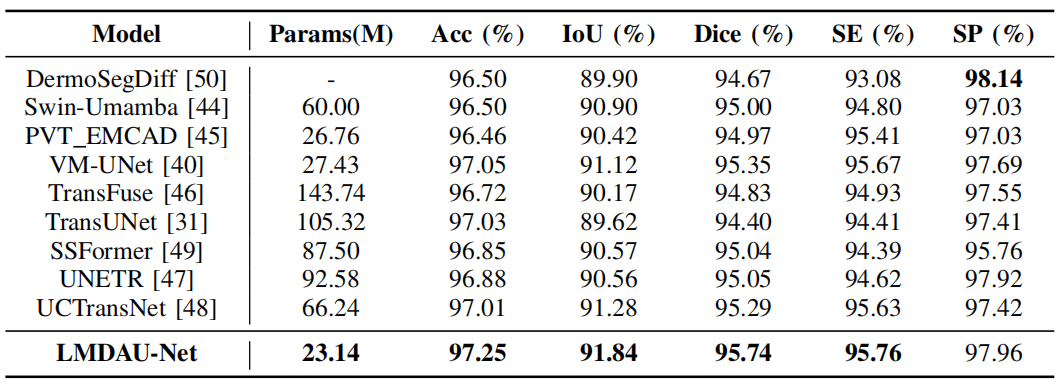 Model Params(M) Acc (%) IoU (%) Dice (%) SE (%) SP (%)
DermoSegDiff [50] - 96.50 89.90 94.67 93.08 98.14
Swin-Umamba [44] 60.00 96.50 90.90 95.00 94.80 97.03
PVT_EMCAD [45] 26.76 96.46 90.42 94.97 95.41 97.03
VM-UNet [40] 27.43 97.05 91.12 95.35 95.67 97.69
TransFuse [46] 143.74 96.72 90.17 94.83 94.93 97.55
TransUNet [31] 105.32 97.03 89.62 94.40 94.41 97.41
SSFormer [49] 87.50 96.85 90.57 95.04 94.39 95.76
UNETR [47] 92.58 96.88 90.56 95.05 94.62 97.92
UCTransNet [48] 66.24 97.01 91.28 95.29 95.63 97.42
LMDAU-Net 23.14 97.25 91.84 95.74 95.76 97.96